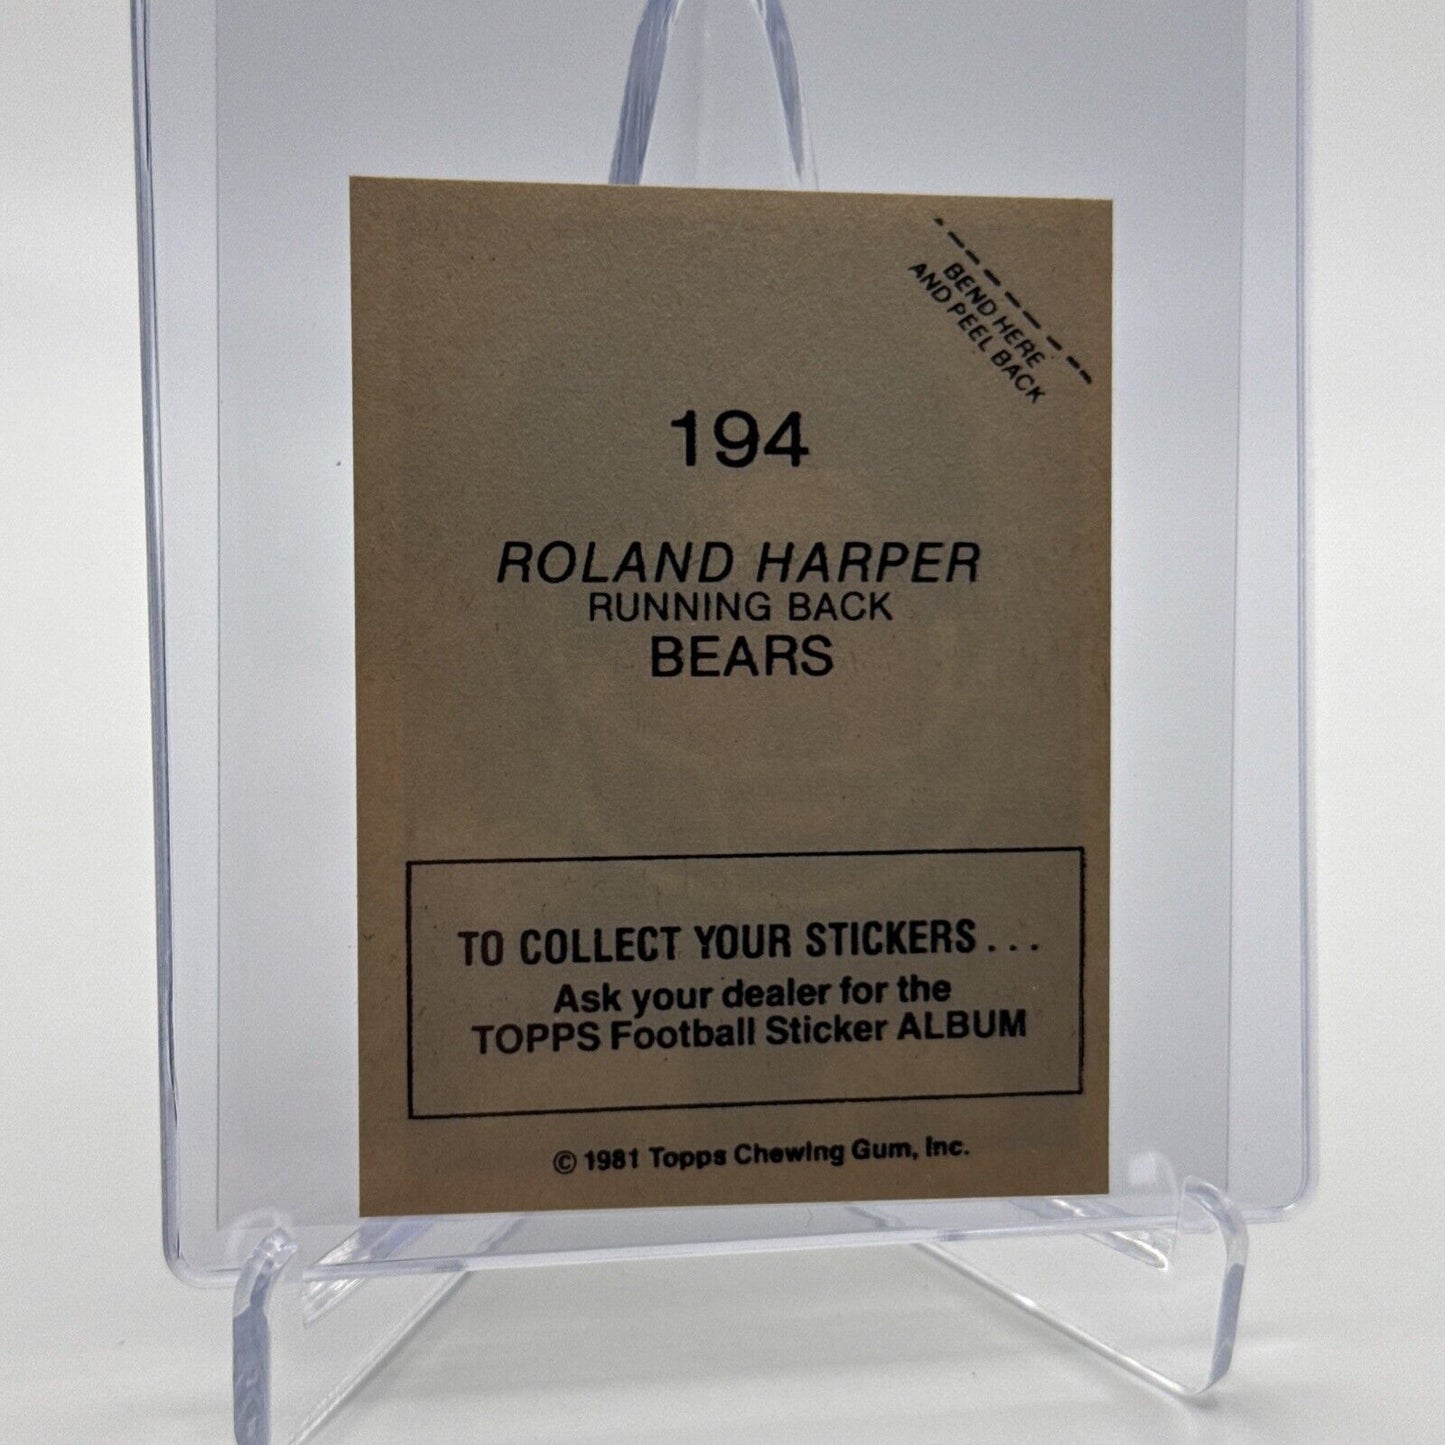 BEND HERE
AND PEEL BACK
194
ROLAND HARPER
RUNNING BACK
BEARS
TO COLLECT YOUR STICKERS...
Ask your dealer for the
TOPPS Football Sticker ALBUM
© 1981 Topps Chewing Gum, Inc.